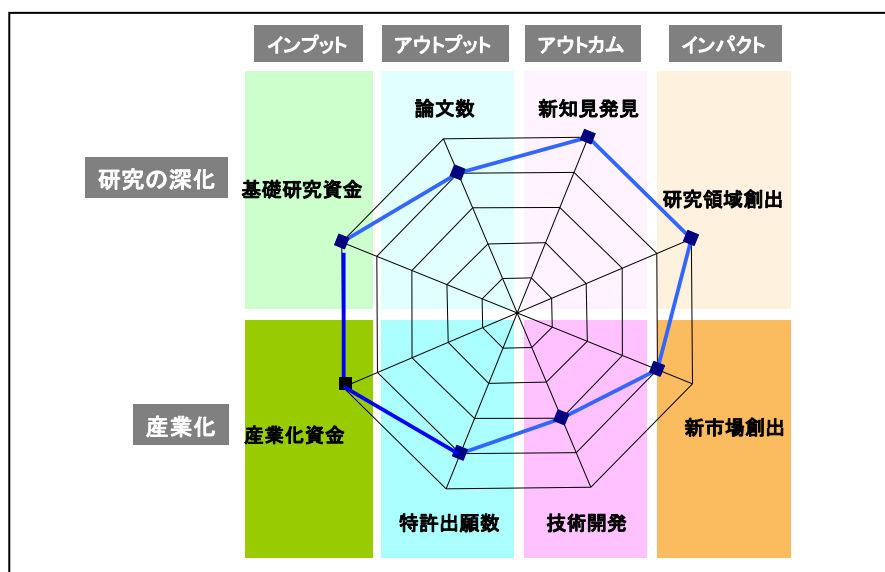 インプット
アウトプット
アウトカム
インパクト
論文数
新知見発見
研究の深化
基礎研究資金
研究領域創出
産業化
産業化資金
新市場創出
特許出願数
技術開発